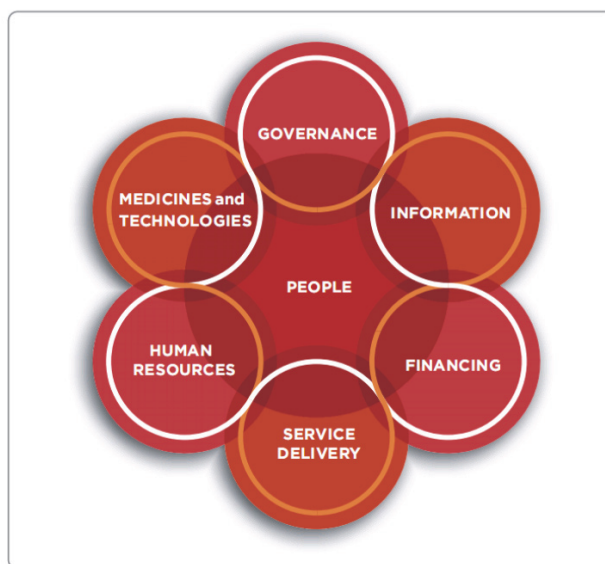 GOVERNANCE
MEDICINES and
TECHNOLOGIES
INFORMATION
PEOPLE
HUMAN
RESOURCES
FINANCING
SERVICE
DELIVERY